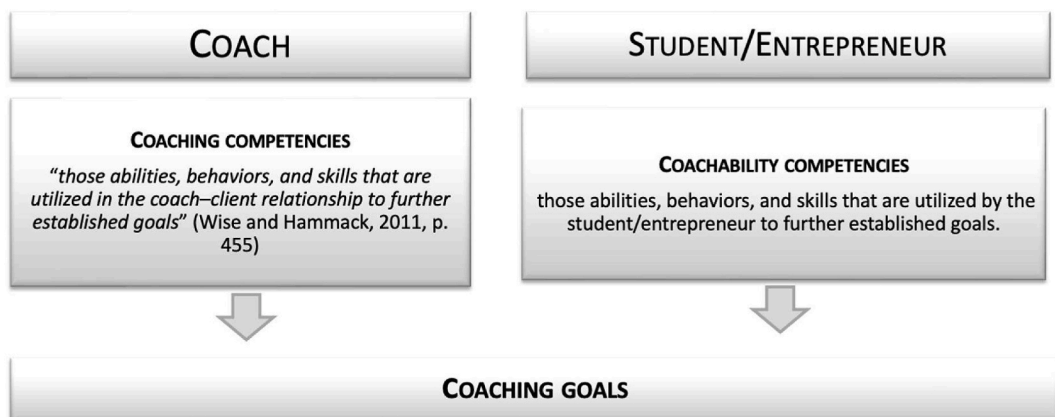 COACH
COACHING COMPETENCIES
“those abilities, behaviors, and skills that are
utilized in the coach–client relationship to further
established goals” (Wise and Hammack, 2011, p.
455)
STUDENT/ENTREPRENEUR
COACHABILITY COMPETENCIES
those abilities, behaviors, and skills that are utilized by the
student/entrepreneur to further established goals.
COACHING GOALS